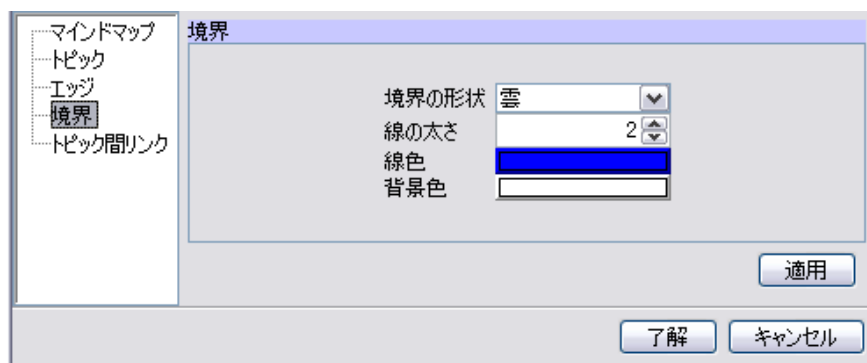 マインドマップ
トピック
エッジ
境界
トピック間リンク
境界
境界の形状 雲
線の太さ 2
線色
背景色
適用
了解 キャンセル